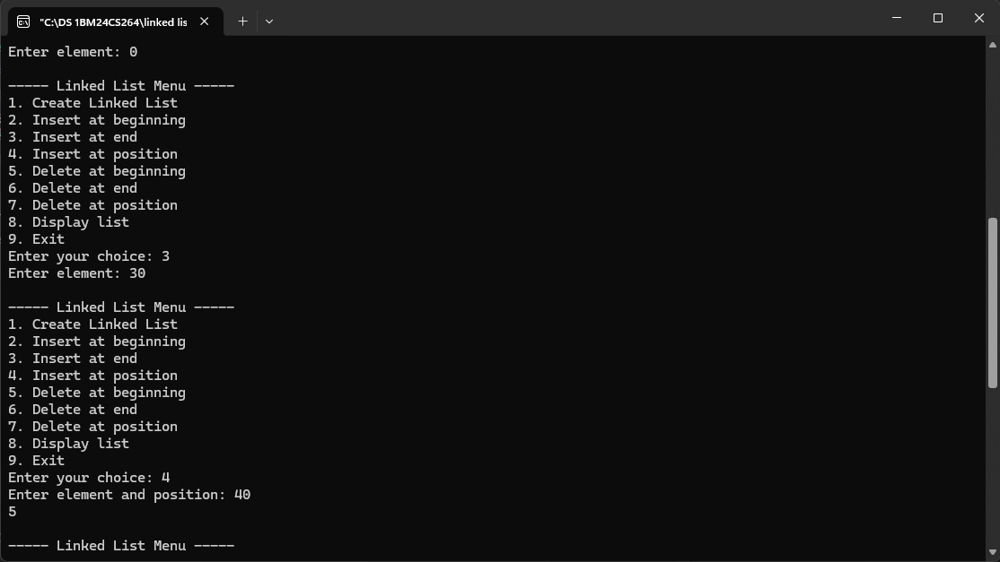 "C:\DS 1BM24CS264\linked lis
Enter element: 0
----- Linked List Menu -----
1. Create Linked List
2. Insert at beginning
3. Insert at end
4. Insert at position
5. Delete at beginning
6. Delete at end
7. Delete at position
8. Display list
9. Exit
Enter your choice: 3
Enter element: 30
----- Linked List Menu -----
1. Create Linked List
2. Insert at beginning
3. Insert at end
4. Insert at position
5. Delete at beginning
6. Delete at end
7. Delete at position
8. Display list
9. Exit
Enter your choice: 4
Enter element and position: 40
5
----- Linked List Menu -----